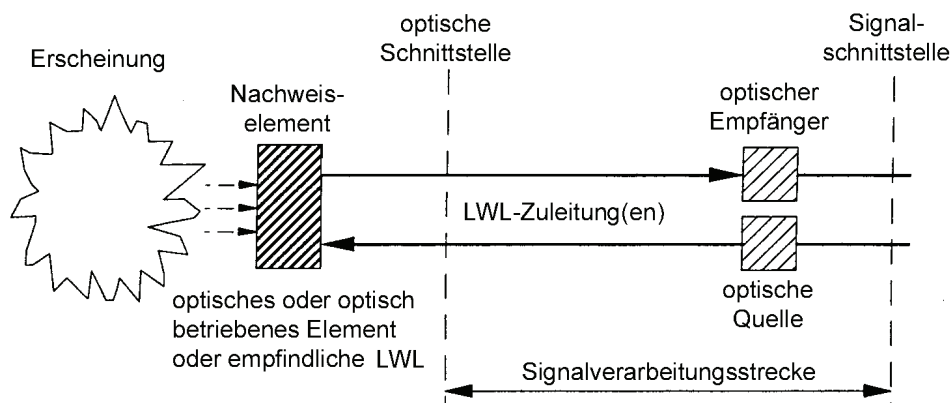 optische
Schnittstelle
Signal-
schnittstelle
Erscheinung
Nachweis-
element
optischer
Empfänger
LWL-Zuleitung(en)
optisches oder optisch
betriebenes Element
oder empfindliche LWL
optische
Quelle
Signalverarbeitungsstrecke